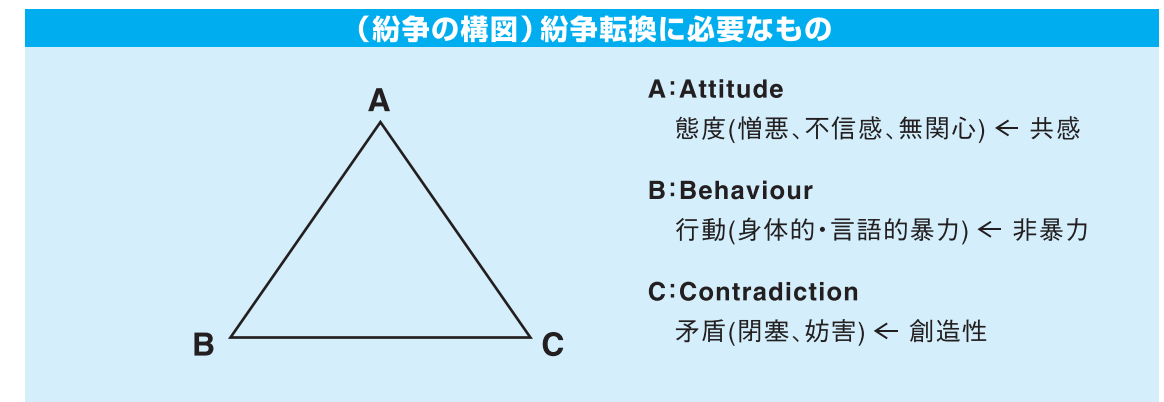 （紛争の構図）紛争転換に必要なもの
A
B
C
A：Attitude
態度(憎悪、不信感、無関心) ← 共感
B：Behaviour
行動(身体的・言語的暴力) ← 非暴力
C：Contradiction
矛盾(閉塞、妨害) ← 創造性